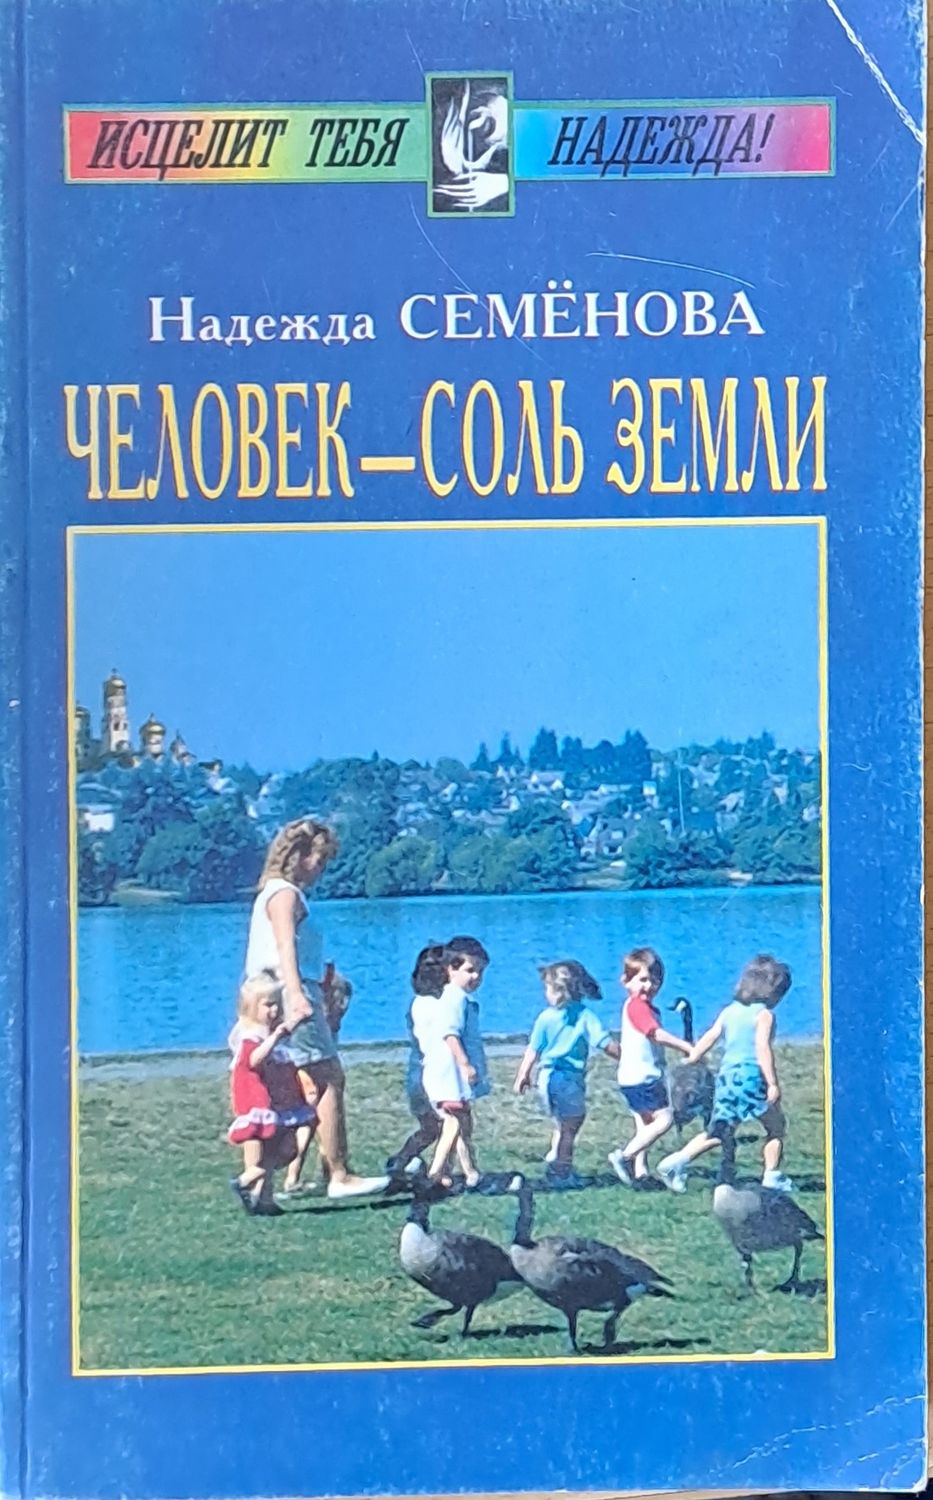 ИСЦЕЛИТ ТЕБЯ НАДЕЖДА!
Надежда СЕМЁНОВА
ЧЕЛОВЕК – СОЛЬ ЗЕМЛИ